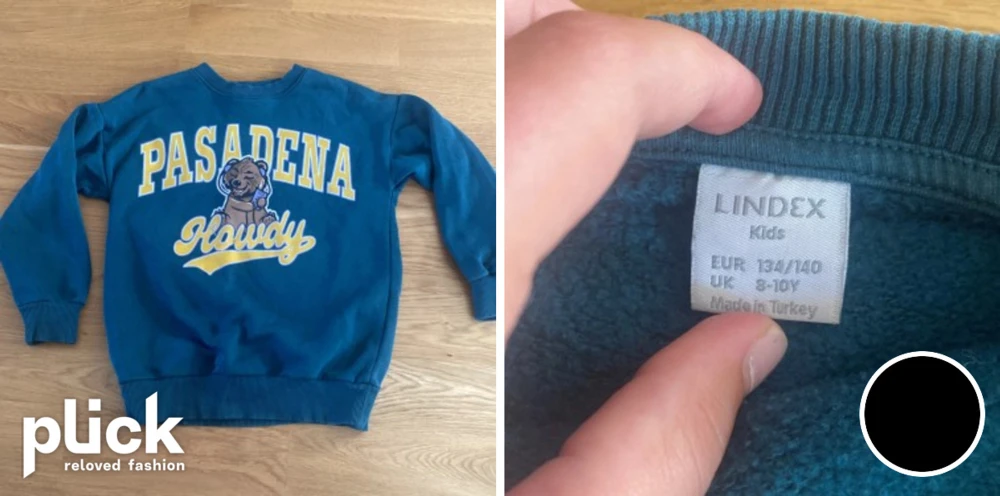 PASADENA
Howdy
plick
reloved fashion
LINDEX
Kids
EUR 134/140
UK 8-10Y
Made in Turkey